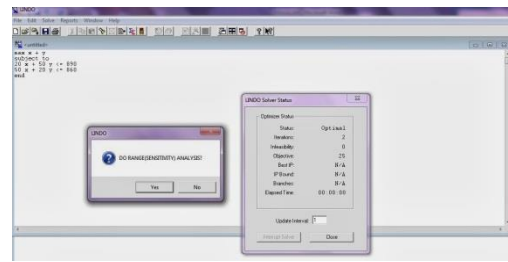 LINDO
File Edit Solve Reports Window Help
<untitled>
max x + y
subject to
20 x + 50 y <= 890
50 x + 20 y <= 860
end
LINDO
DO RANGE(SENSITIVITY) ANALYSIS?
Yes
No
LINDO Solver Status
Optimizer Status
Status: Optimal
Iterations: 2
Infeasibility: 0
Objective: 25
Best IP: N/A
IP Bound: N/A
Branches: N/A
Elapsed Time: 00:00:00
Update Interval: 1
Interrupt Solver
Close